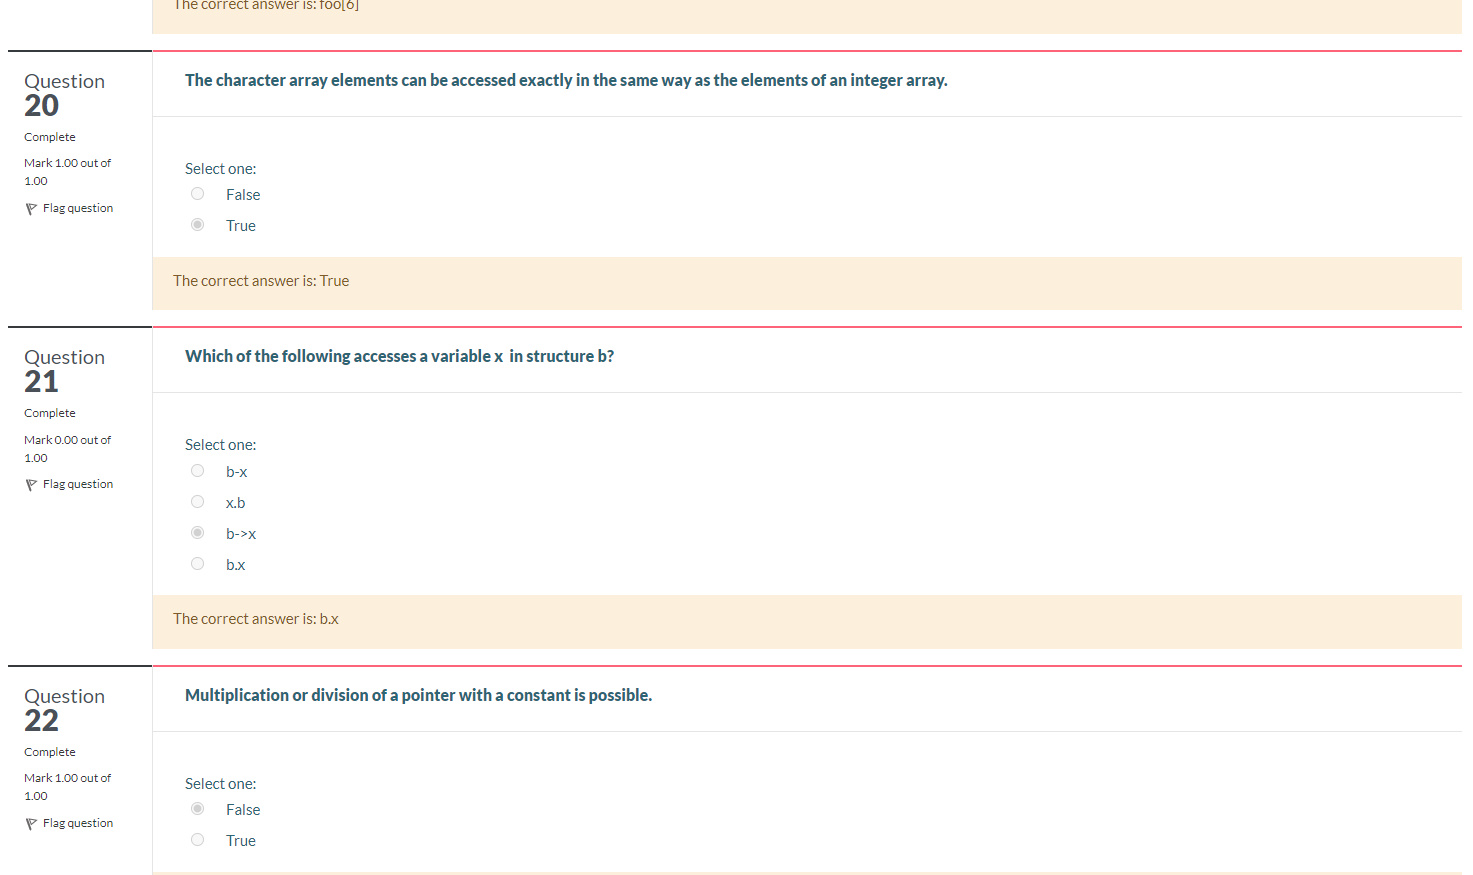 The correct answer is: foo[6]
Question
20
Complete
Mark 1.00 out of
1.00
Flag question
The character array elements can be accessed exactly in the same way as the elements of an integer array.
Select one:
False
True
The correct answer is: True
Question
21
Complete
Mark 0.00 out of
1.00
Flag question
Which of the following accesses a variable x  in structure b?
Select one:
b-x
x.b
b->x
b.x
The correct answer is: b.x
Question
22
Complete
Mark 1.00 out of
1.00
Flag question
Multiplication or division of a pointer with a constant is possible.
Select one:
False
True